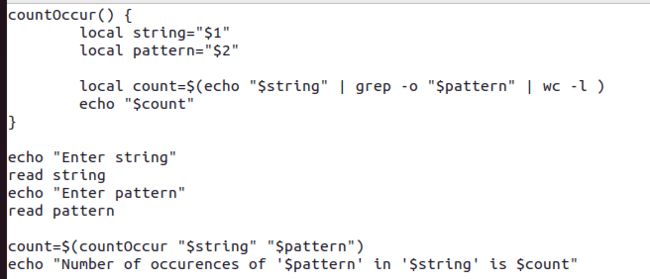 countOccur() {
        local string="$1"
        local pattern="$2"

        local count=$(echo "$string" | grep -o "$pattern" | wc -l )
        echo "$count"
}

echo "Enter string"
read string
echo "Enter pattern"
read pattern

count=$(countOccur "$string" "$pattern")
echo "Number of occurences of '$pattern' in '$string' is $count"